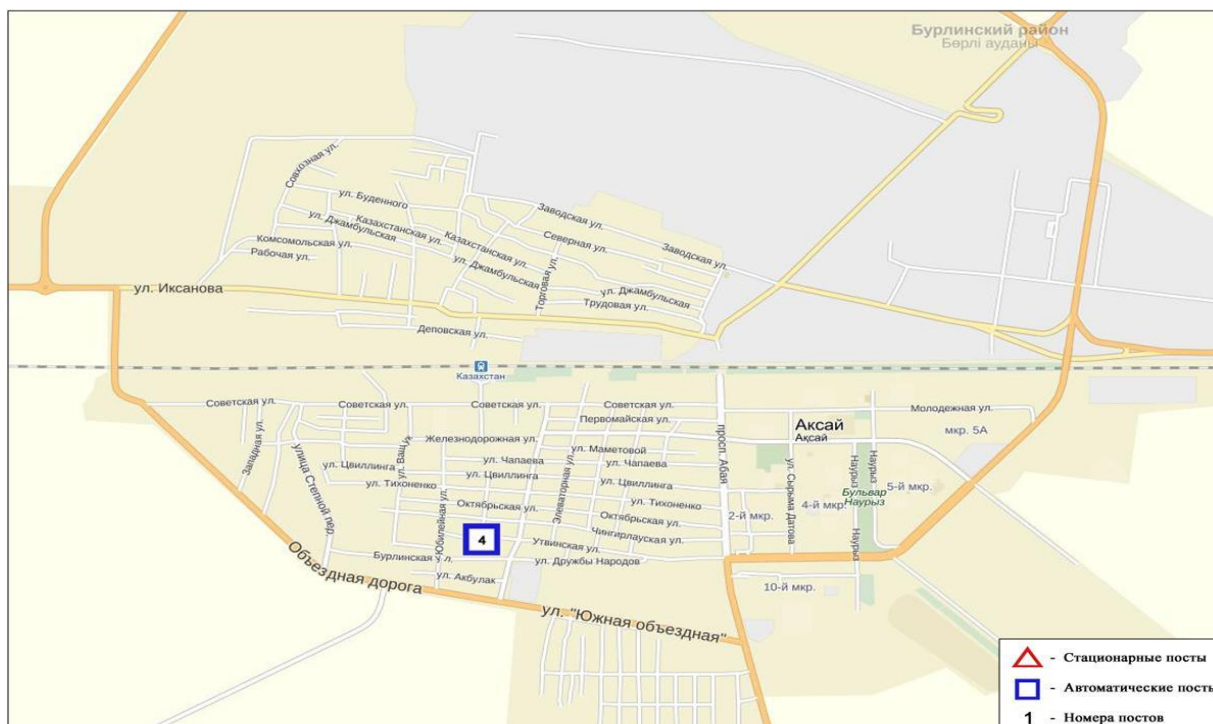 Бурлинский район
Бөрлі ауданы
Совхозная ул.
ул. Буденного
Заводская ул.
Казахстанская ул.
ул. Джамбульская
Северная ул.
Заводская ул.
Комсомольская ул.
Казахстанская ул.
Рабочая ул.
ул. Джамбульская
Торговая ул.
ул. Джамбульская
ул. Иксанова
Трудовая ул.
Деповская ул.
Казахстан
Советская ул.
Советская ул.
Советская ул.
Советская ул.
Молодежная ул.
Первомайская ул.
Аксай
Ақсай
мкр. 5А
Западная ул.
улица Степной пер.
Железнодорожная ул.
просп. Абая
ул. Маметовой
ул. Цвиллинга
ул. Чапаева
ул. Чапаева
ул. Цвиллинга
Элеваторная ул.
ул. Цвиллинга
ул. Сырыма Датова
Наурыз
Наурыз
5-й мкр.
ул. Тихоненко
ул. Тихоненко
4-й мкр.
Бульвар
Наурыз
Юбилейная ул.
Октябрьская ул.
Октябрьская ул.
2-й мкр.
4
Утвинская ул.
Чингирлауская ул.
Наурыз
Объездная дорога
Бурлинская ул.
ул. Дружбы Народов
ул. Акбулак
10-й мкр.
ул. "Южная объездная"
- Стационарные посты
- Автоматические посты
1 - Номера постов